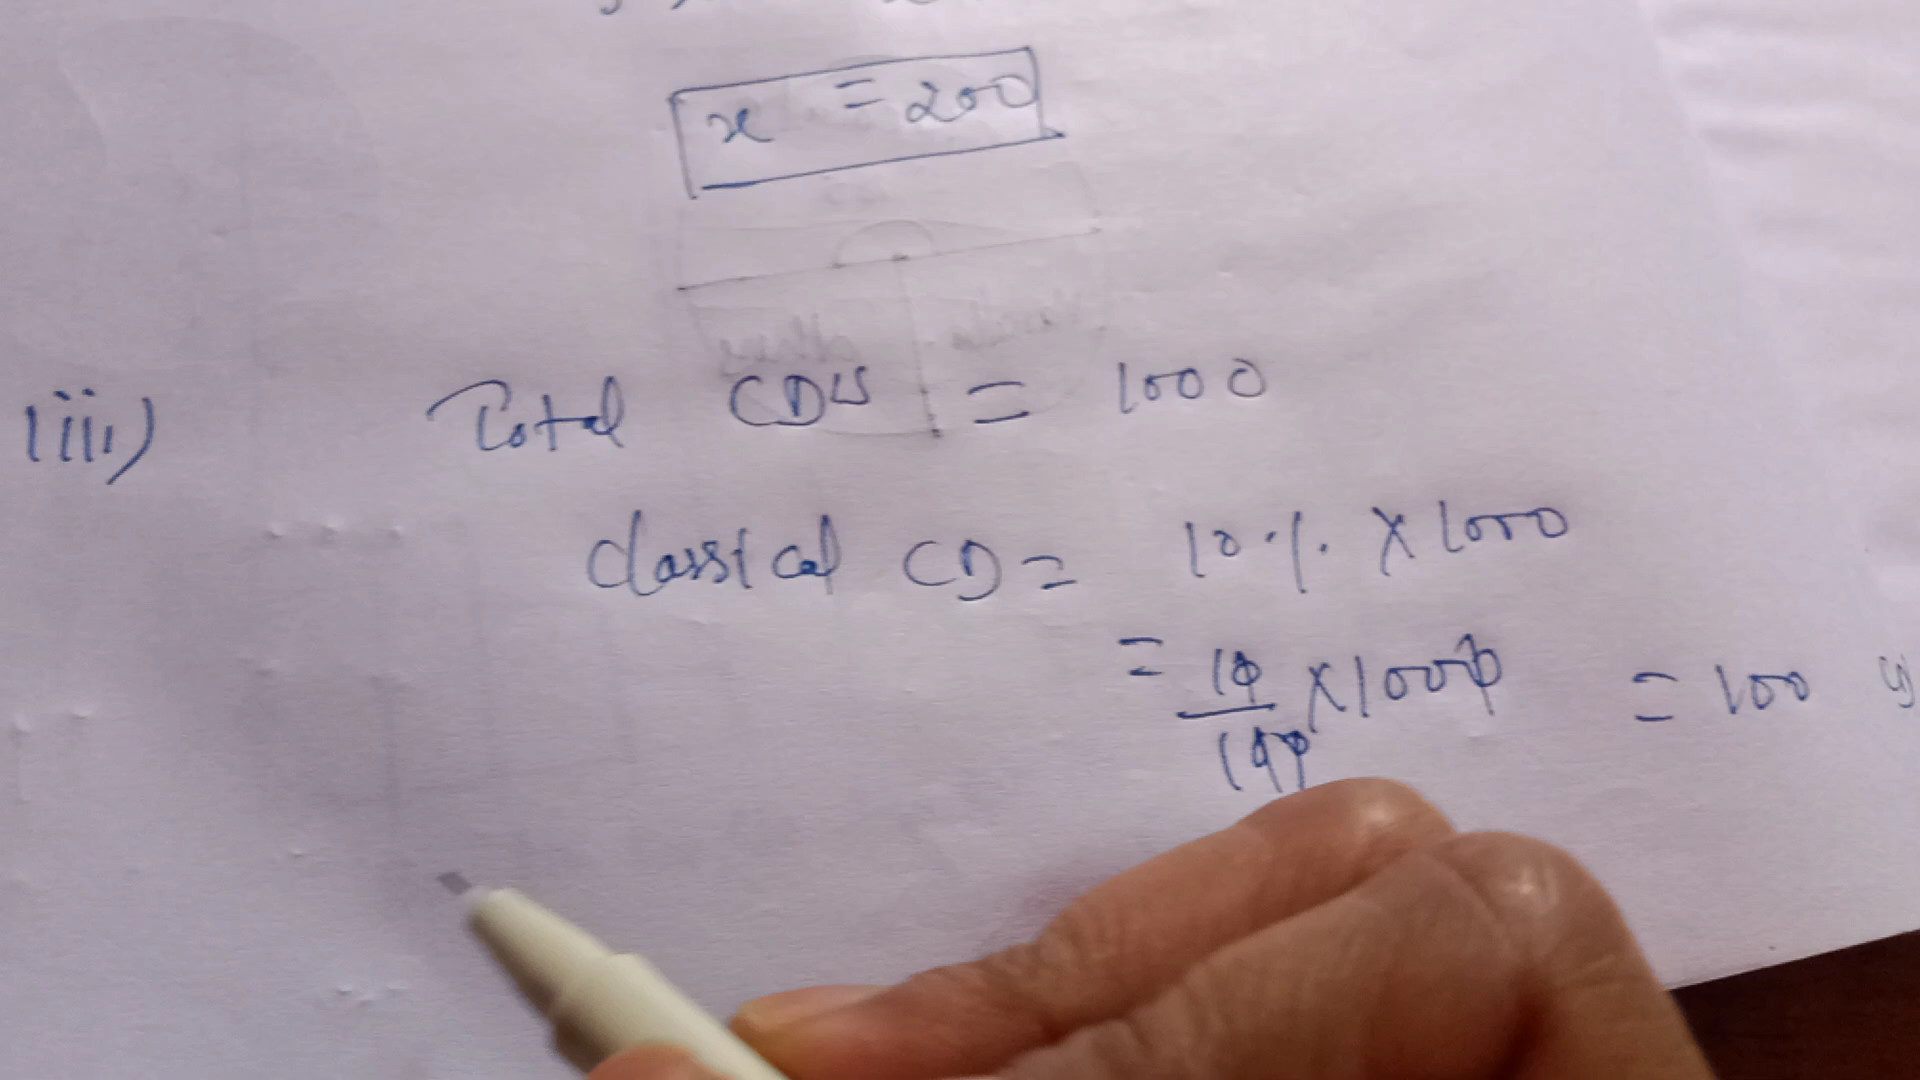 x = 200
(iii) Total CD's = 1000
Classical CD = 10% × 1000
= 10/100 × 1000 = 100